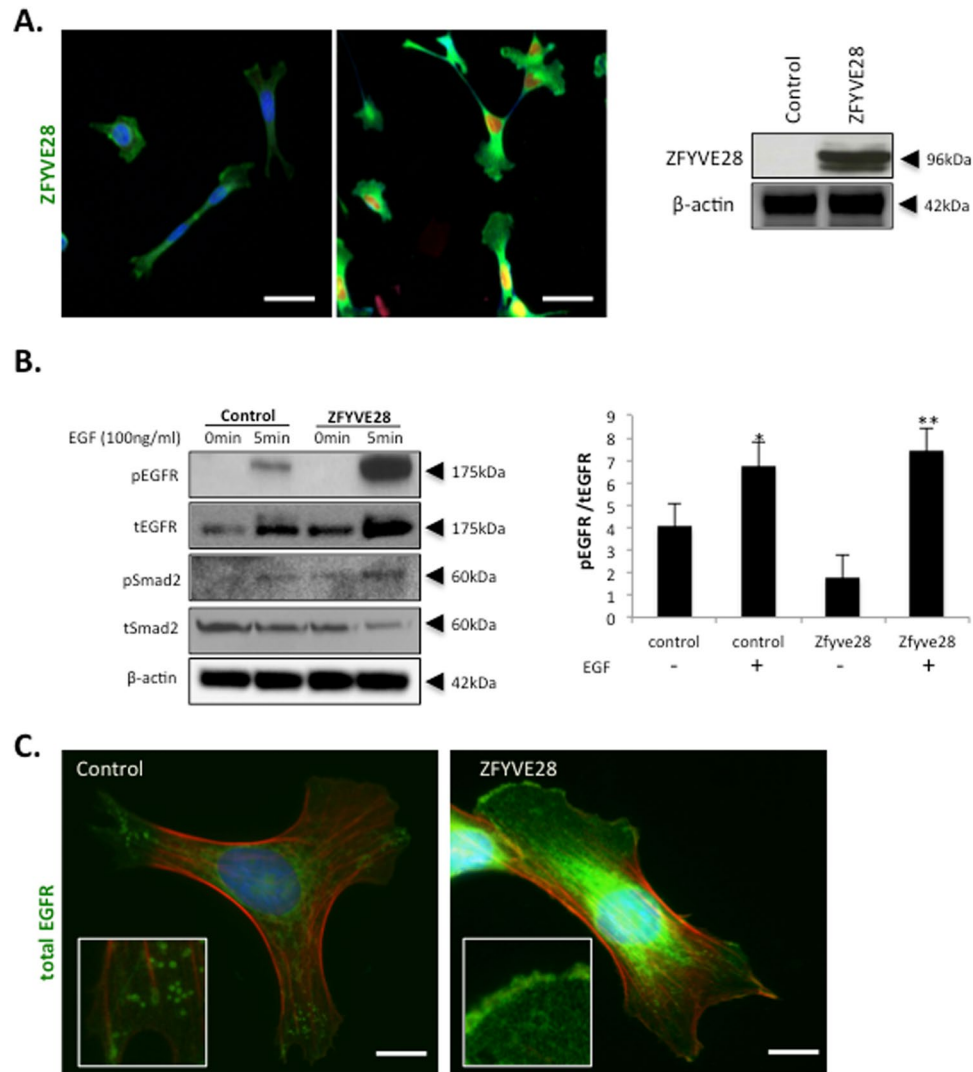 A.
ZFYVE28
Control
ZFYVE28
ZFYVE28
96kDa
β-actin
42kDa
B.
Control ZFYVE28
EGF (100ng/ml) 0min 5min 0min 5min
pEGFR 175kDa
tEGFR 175kDa
pSmad2 60kDa
tSmad2 60kDa
β-actin 42kDa
pEGFR /tEGFR
9
8
7
6
5
4
3
2
1
0
* **
control control Zfyve28 Zfyve28
EGF - + - +
C.
total EGFR
Control
ZFYVE28